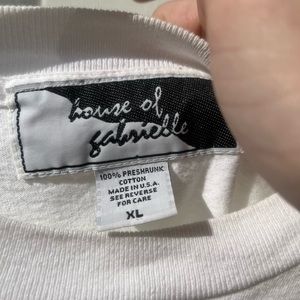 house of
gabrielle
100% PRESHRUNK
COTTON
MADE IN U.S.A.
SEE REVERSE
FOR CARE
XL